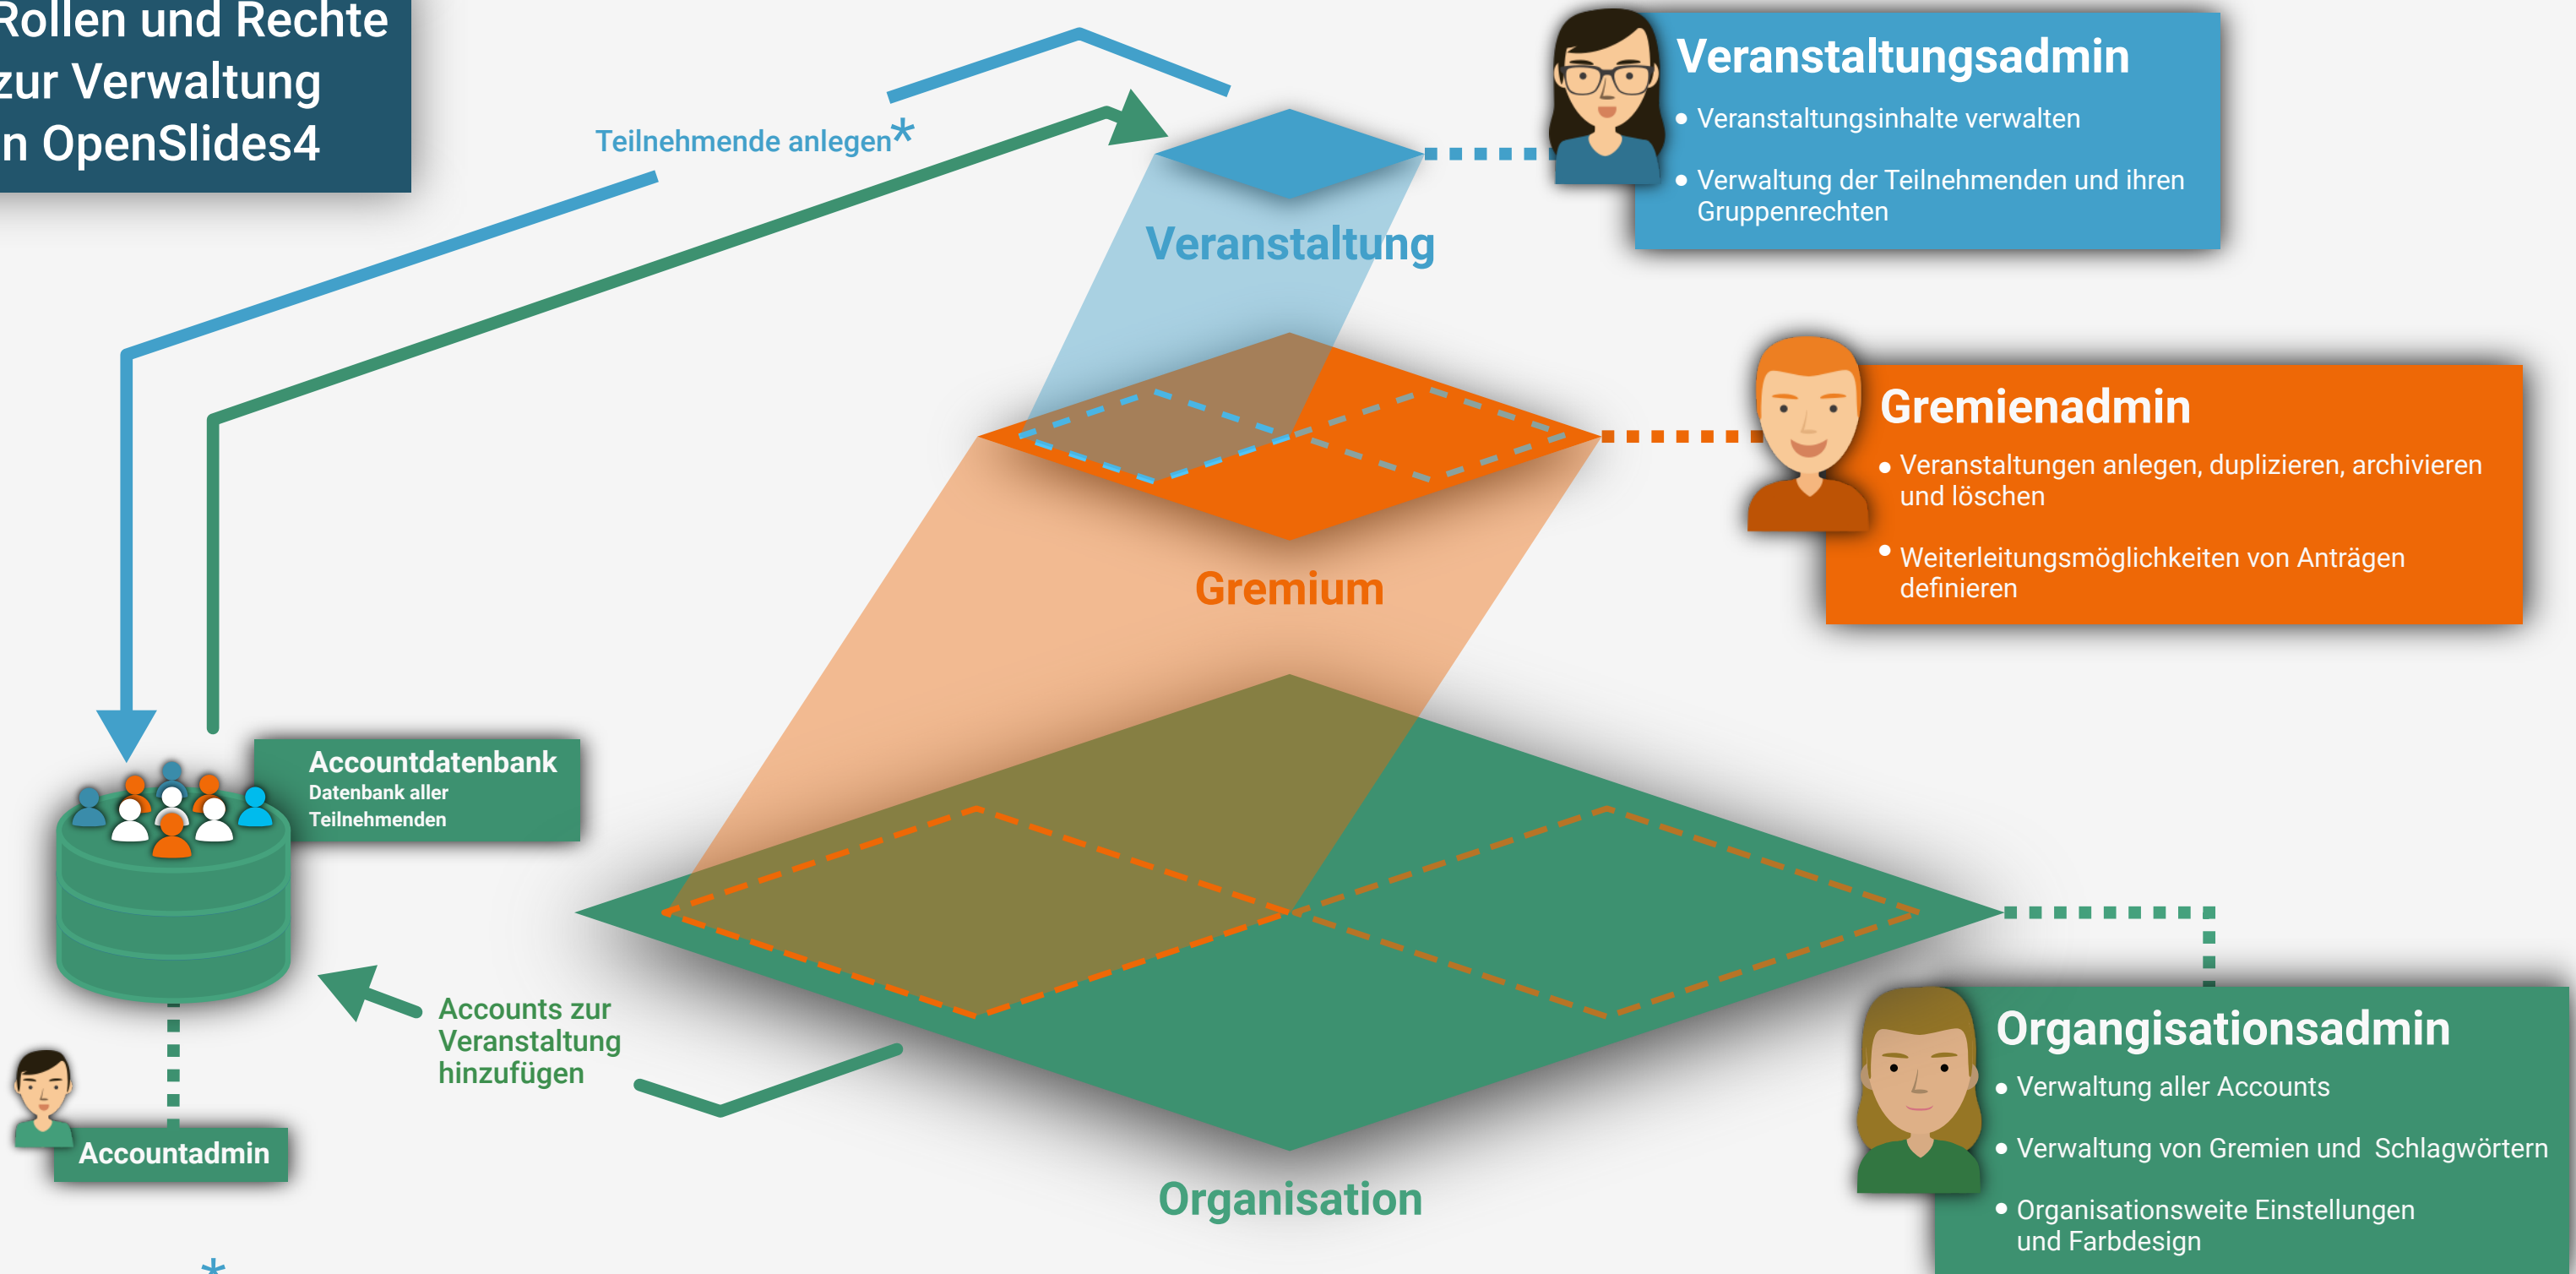 Rollen und Rechte
zur Verwaltung
n OpenSlides4
Teilnehmende anlegen*
Veranstaltung
Veranstaltungsadmin
• Veranstaltungsinhalte verwalten
• Verwaltung der Teilnehmenden und ihren
Gruppenrechten
Gremium
Gremienadmin
• Veranstaltungen anlegen, duplizieren, archivieren
und löschen
• Weiterleitungsmöglichkeiten von Anträgen
definieren
Accountdatenbank
Datenbank aller
Teilnehmenden
Accounts zur
Veranstaltung
hinzufügen
Accountadmin
Organisation
Organgisationsadmin
• Verwaltung aller Accounts
• Verwaltung von Gremien und Schlagwörtern
• Organisationsweite Einstellungen
und Farbdesign
*